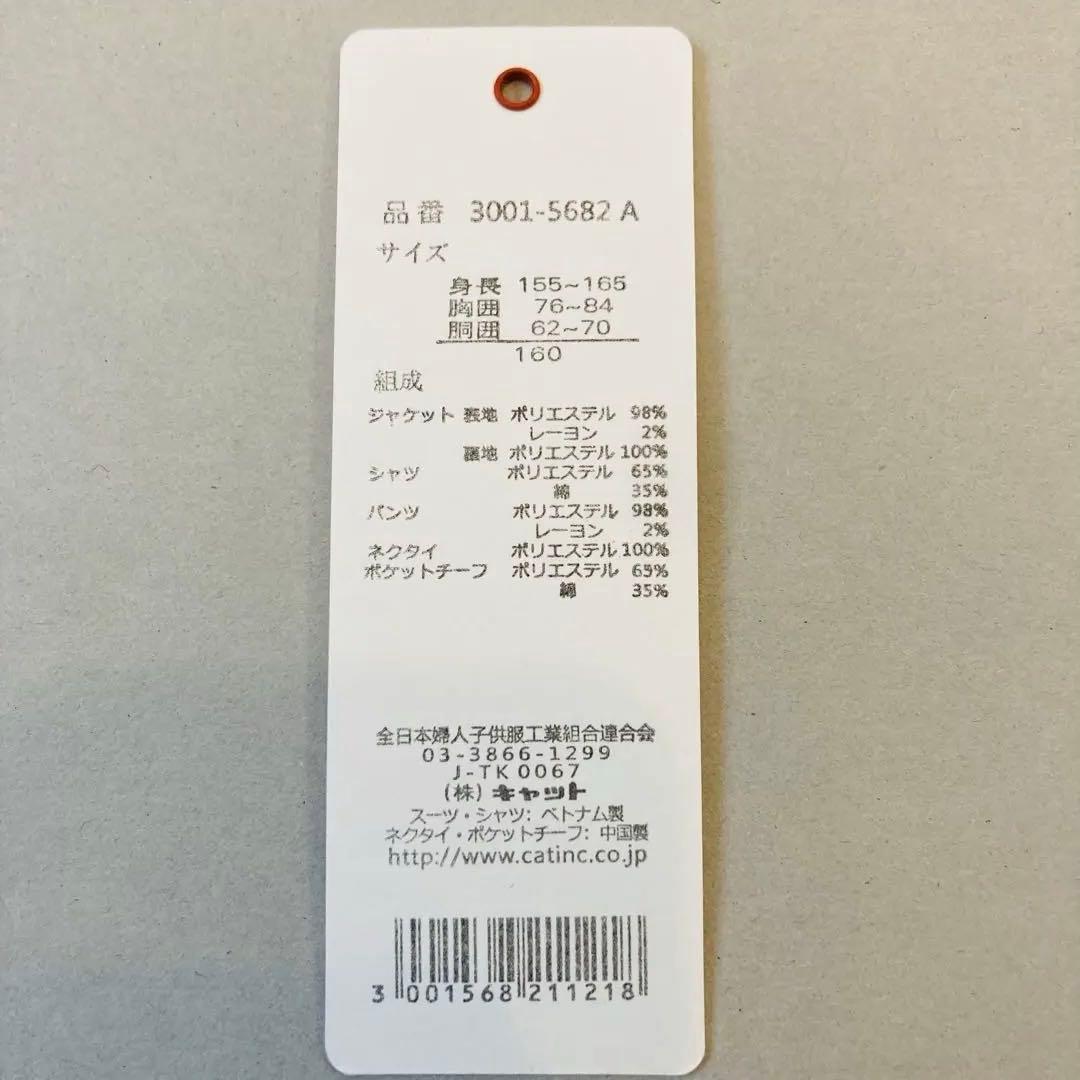 品番 3001-5682 A
サイズ
身長 155~165
胸囲 76~84
胴囲 62~70
160
組成
ジャケット 表地 ポリエステル 98%
レーヨン 2%
裏地 ポリエステル 100%
シャツ ポリエステル 65%
綿 35%
パンツ ポリエステル 98%
レーヨン 2%
ネクタイ ポリエステル 100%
ポケットチーフ ポリエステル 65%
綿 35%
全日本婦人子供服工業組合連合会
03-3866-1299
J-TK0067
(株)キャット
スーツ・シャツ: ベトナム製
ネクタイ・ポケットチーフ: 中国製
http://www.catinc.co.jp
3 001568 211218